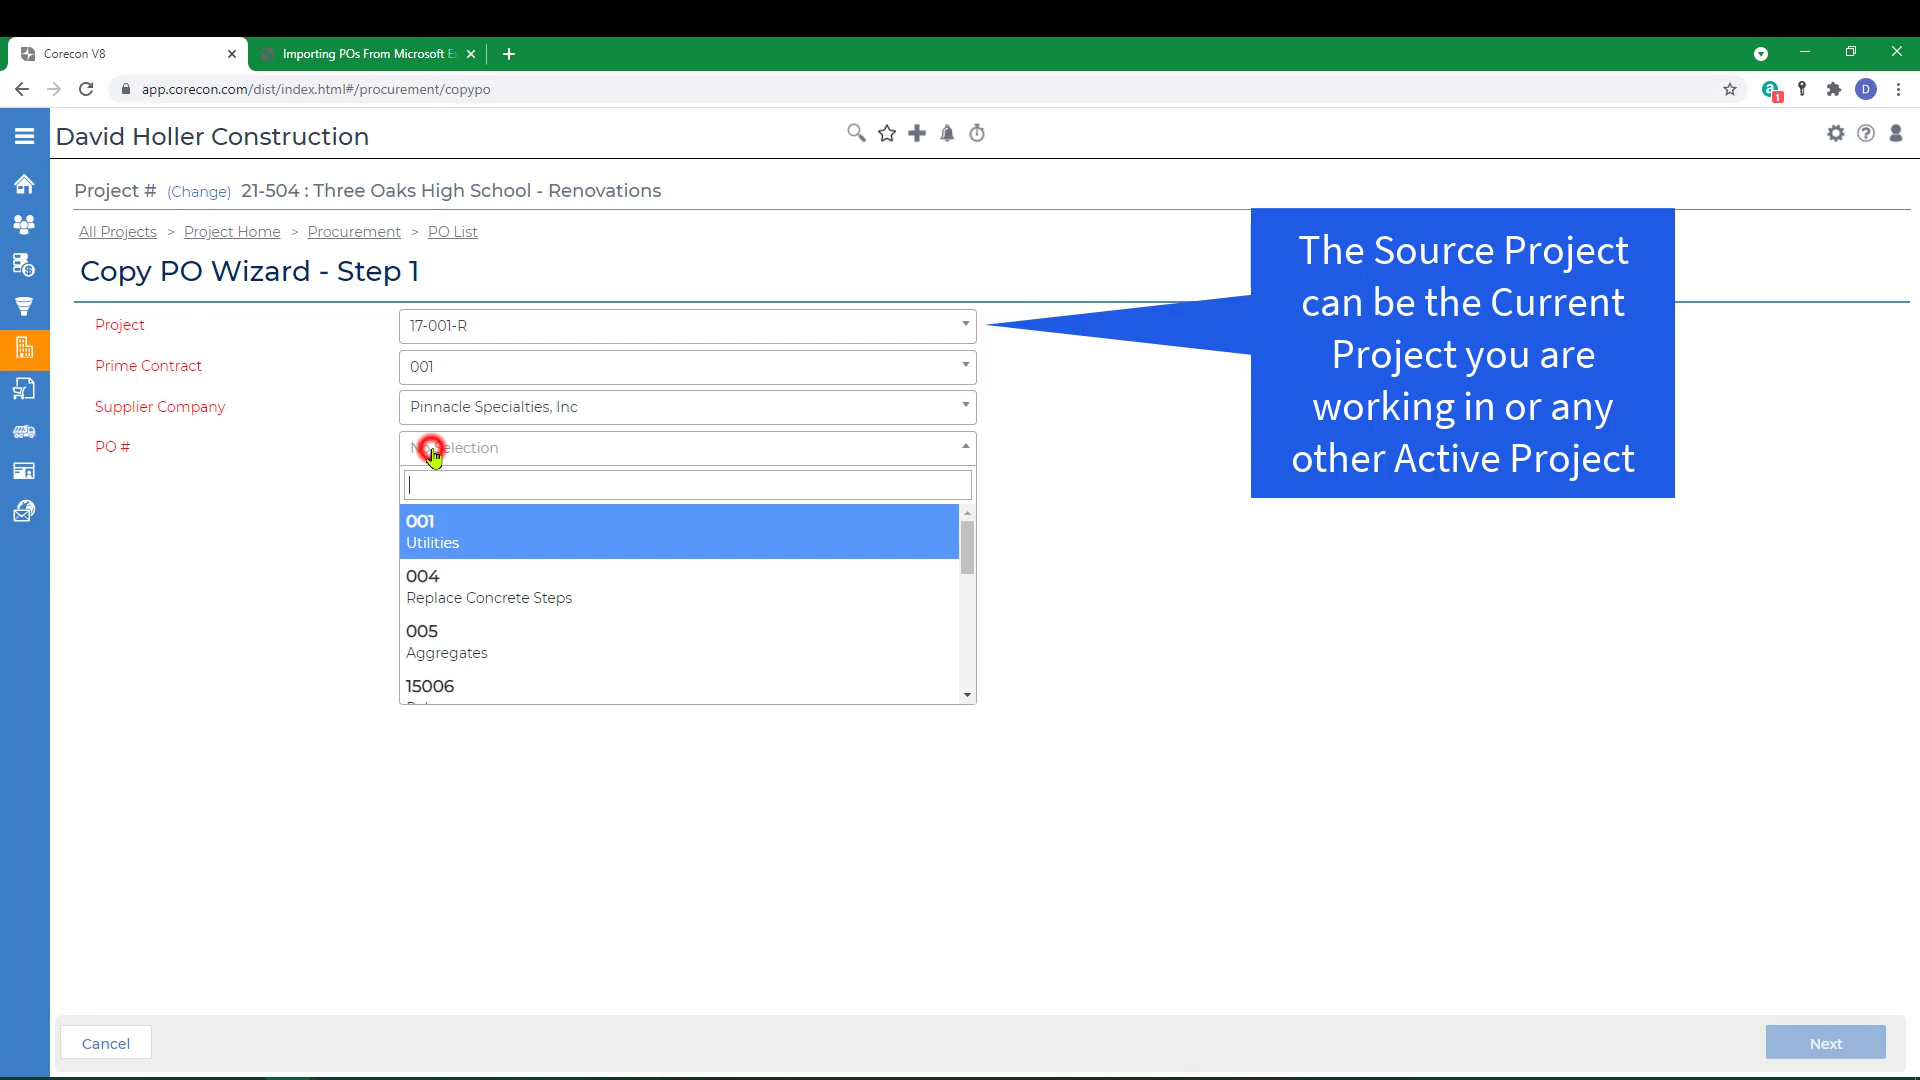 Corecon V8
Importing POs From Microsoft E
app.corecon.com/dist/index.html#/procurement/copypo
1
D
David Holler Construction
Project # (Change) 21-504 : Three Oaks High School - Renovations
All Projects > Project Home > Procurement > PO List
Copy PO Wizard - Step 1
Project
17-001-R
Prime Contract
001
Supplier Company
Pinnacle Specialties, Inc
PO #
No Selection
001
Utilities
004
Replace Concrete Steps
005
Aggregates
15006
The Source Project
can be the Current
Project you are
working in or any
other Active Project
Cancel
Next